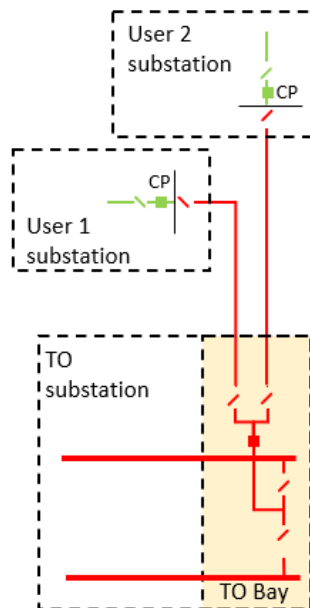 User 2
substation
CP
CP
User 1
substation
TO
substation
TO Bay